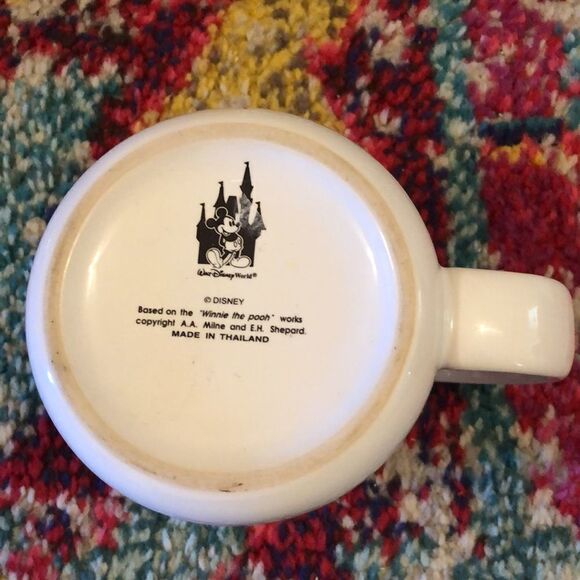 Walt Disney World®
© DISNEY
Based on the "Winnie the pooh" works
copyright A.A. Milne and E.H. Shepard.
MADE IN THAILAND